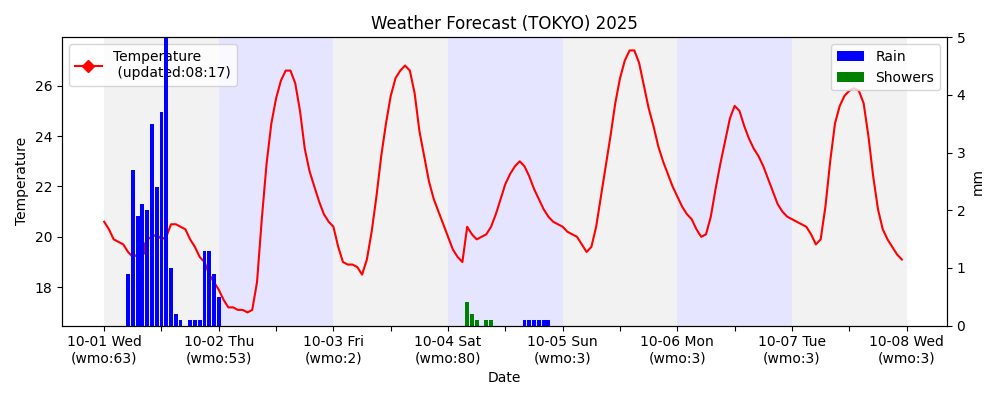 Weather Forecast (TOKYO) 2025
Temperature
(updated:08:17)
Rain
Showers
Temperature
26
24
22
20
18
5
4
3
2
1
0
mm
10-01 Wed
(wmo:63)
10-02 Thu
(wmo:53)
10-03 Fri
(wmo:2)
10-04 Sat
(wmo:80)
10-05 Sun
(wmo:3)
10-06 Mon
(wmo:3)
10-07 Tue
(wmo:3)
10-08 Wed
(wmo:3)
Date